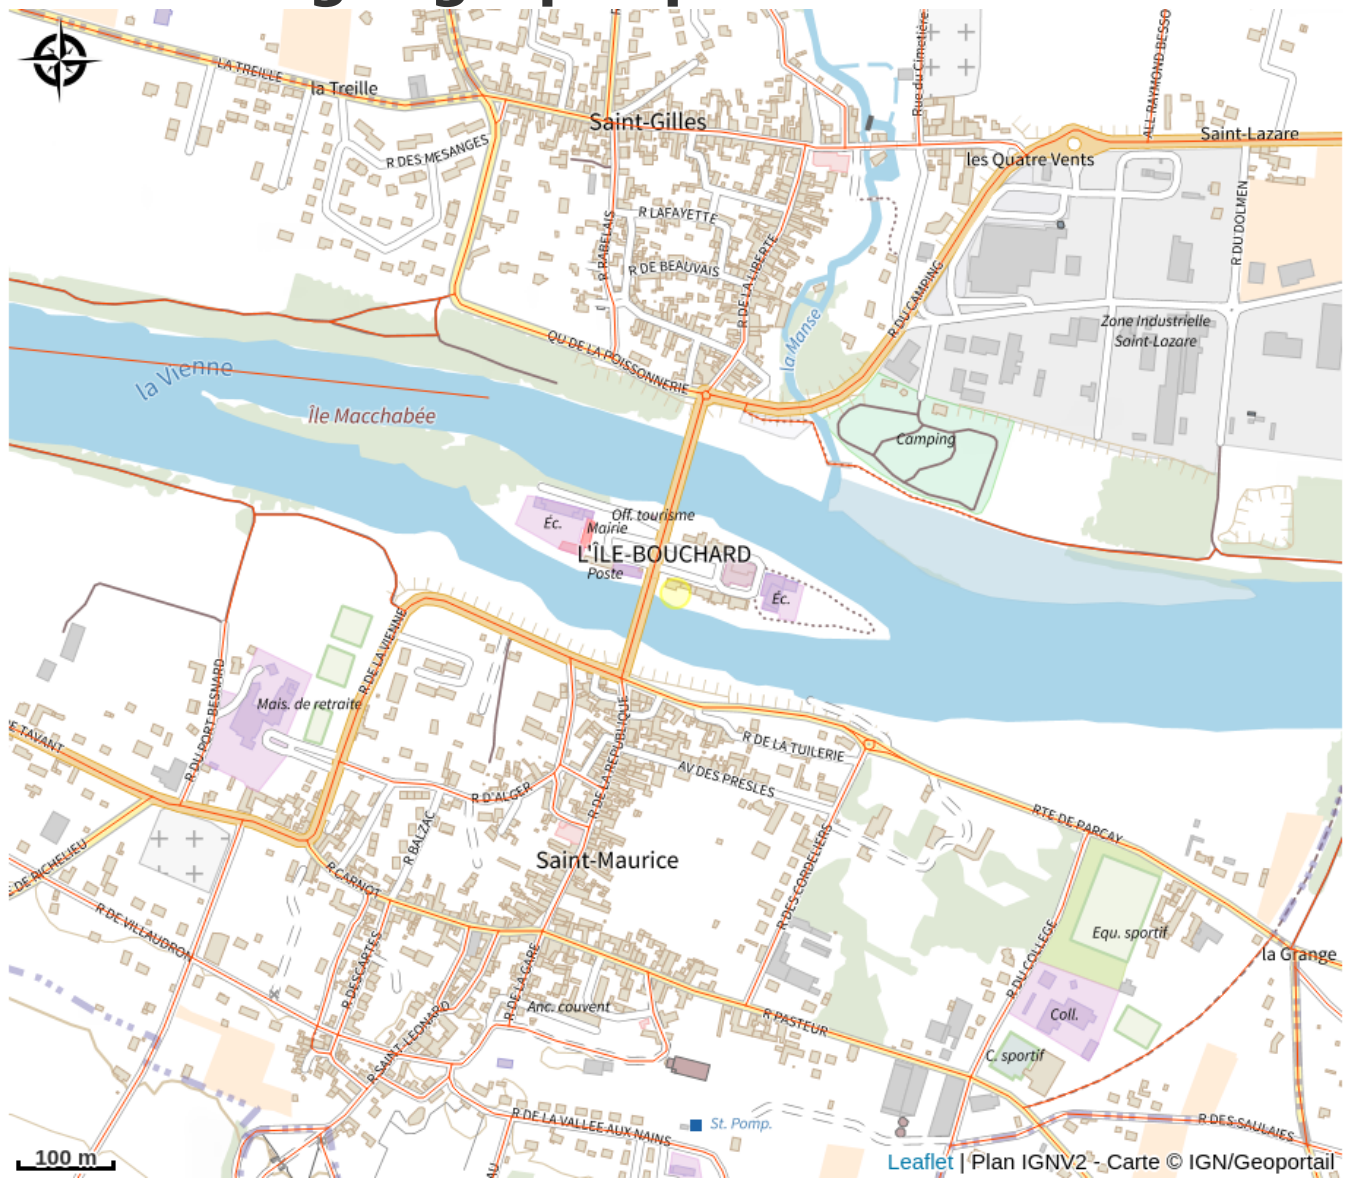 LA TREILLE
la Treille
Saint-Gilles
Rue du Cimetière
ALL RAYMOND BESSO
Saint-Lazare
les Quatre Vents
R DES MESANGES
R LAFAYETTE
R RABELAIS
R DE BEAUVAIS
R DE LA LIBERTE
R DU DOLMEN
R DU CAMPING
la Manse
Zone Industrielle
Saint-Lazare
QU DE LA POISSONNERIE
la Vienne
Île Macchabée
Camping
Éc.
Off. tourisme
Mairie
L'ÎLE-BOUCHARD
Poste
Éc.
R DE LA VIENNE
R DU PORT BESNARD
Mais. de retraite
E TAVANT
R DE LA REPUBLIQUE
R DE LA TUILERIE
AV DES PRESLES
R D'ALGER
R BALZAC
RTE DE PARCAY
E DE RICHELIEU
Saint-Maurice
R CARNOT
R DES CORDELIERS
R DE VILLAUDRON
R DESCARTES
R DE LA GARE
R DU COLLEGE
Equ. sportif
la Grange
Anc. couvent
R SAINT-LEONARD
R PASTEUR
Coll.
C. sportif
R DE LA VALLEE AUX NAINS
St. Pomp.
R DES SAULAIES
AU
100 m
Leaflet | Plan IGNV2 - Carte © IGN/Geoportail